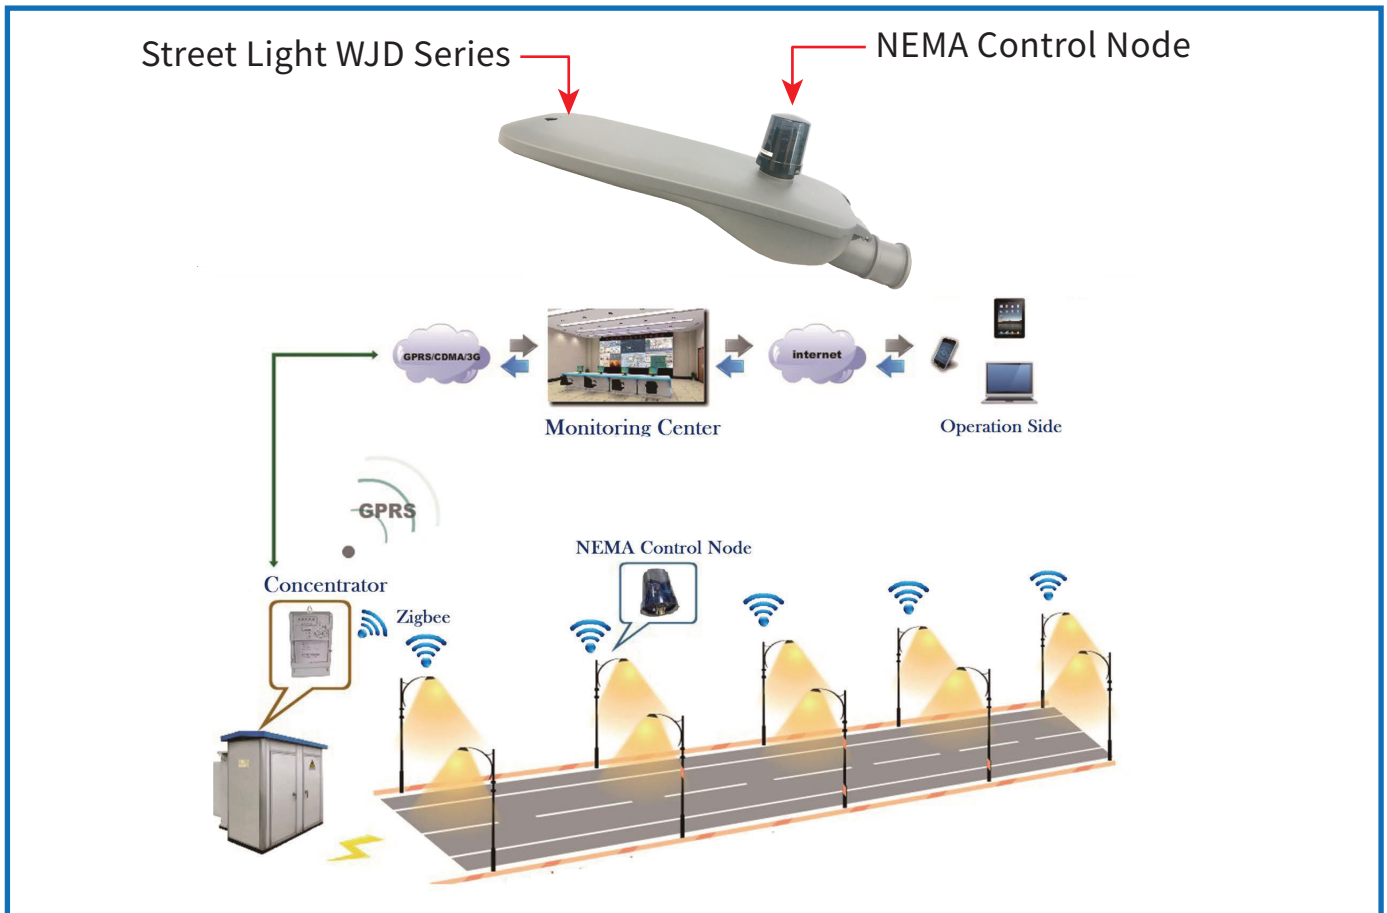 Street Light WJD Series
NEMA Control Node
GPRS/CDMA/3G
internet
Monitoring Center
Operation Side
GPRS
NEMA Control Node
Concentrator
Zigbee